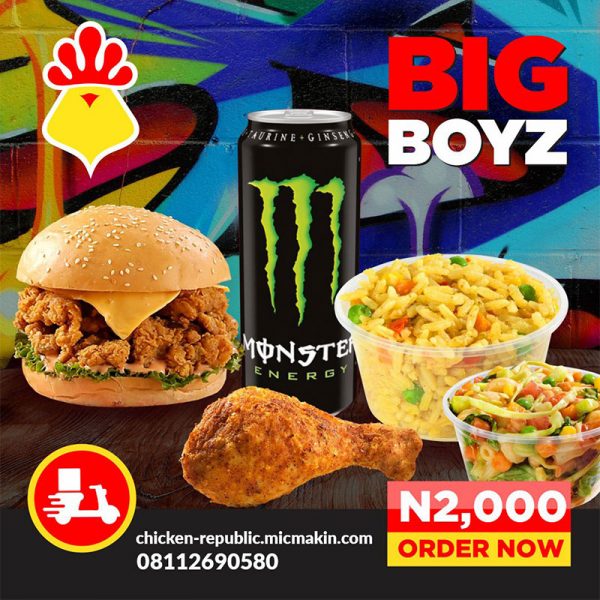 BIG
BOYZ
TAURINE + GINSENG
MONSTER
ENERGY
N2,000
ORDER NOW
chicken-republic.micmakin.com
08112690580